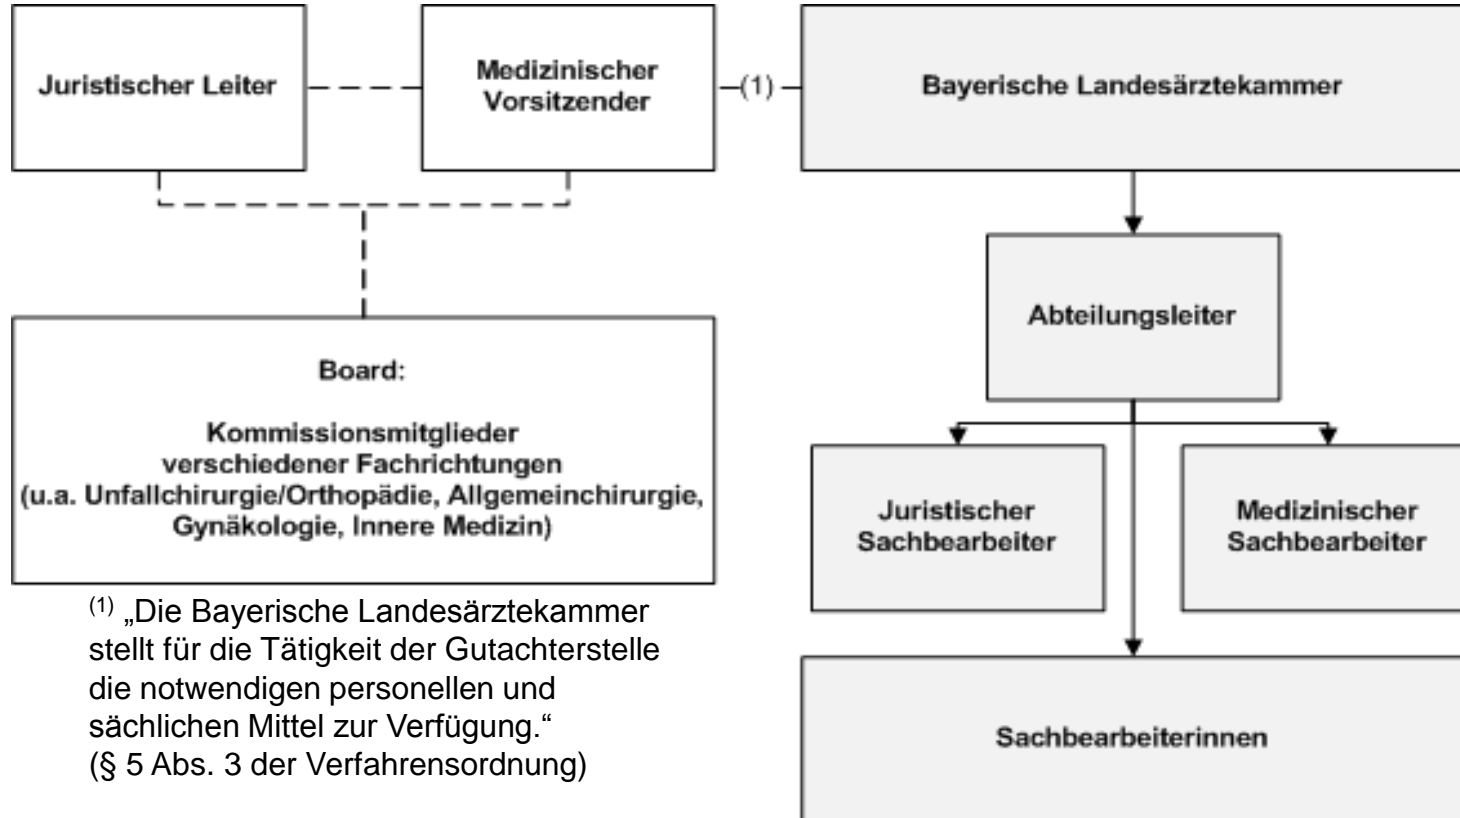 Juristischer Leiter
Medizinischer
Vorsitzender
(1)
Bayerische Landesärztekammer
Abteilungsleiter
Board:
Kommissionsmitglieder
verschiedener Fachrichtungen
(u.a. Unfallchirurgie/Orthopädie, Allgemeinchirurgie,
Gynäkologie, Innere Medizin)
Juristischer
Sachbearbeiter
Medizinischer
Sachbearbeiter
(1) „Die Bayerische Landesärztekammer
stellt für die Tätigkeit der Gutachterstelle
die notwendigen personellen und
sächlichen Mittel zur Verfügung.“
(§ 5 Abs. 3 der Verfahrensordnung)
Sachbearbeiterinnen